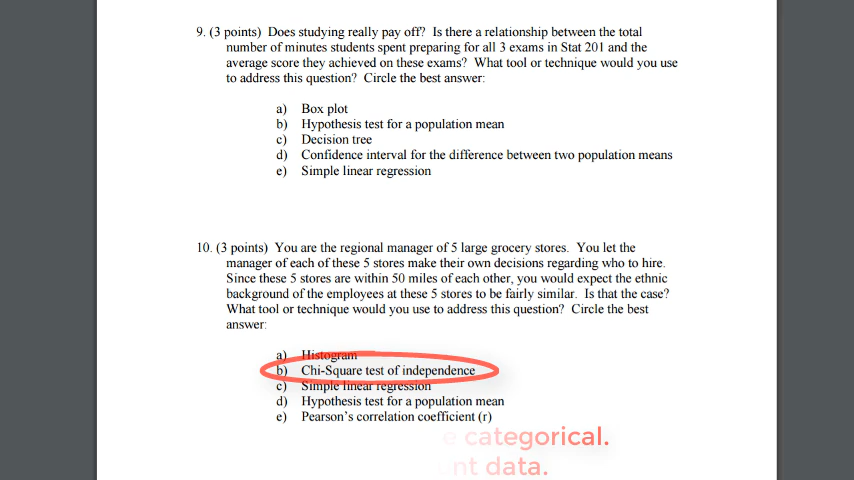 9. (3 points) Does studying really pay off? Is there a relationship between the total
number of minutes students spent preparing for all 3 exams in Stat 201 and the
average score they achieved on these exams? What tool or technique would you use
to address this question? Circle the best answer:
a) Box plot
b) Hypothesis test for a population mean
c) Decision tree
d) Confidence interval for the difference between two population means
e) Simple linear regression
10. (3 points) You are the regional manager of 5 large grocery stores. You let the
manager of each of these 5 stores make their own decisions regarding who to hire.
Since these 5 stores are within 50 miles of each other, you would expect the ethnic
background of the employees at these 5 stores to be fairly similar. Is that the case?
What tool or technique would you use to address this question? Circle the best
answer:
a) Histogram
b) Chi-Square test of independence
c) Simple linear regression
d) Hypothesis test for a population mean
e) Pearson's correlation coefficient (r)
categorical.
data.